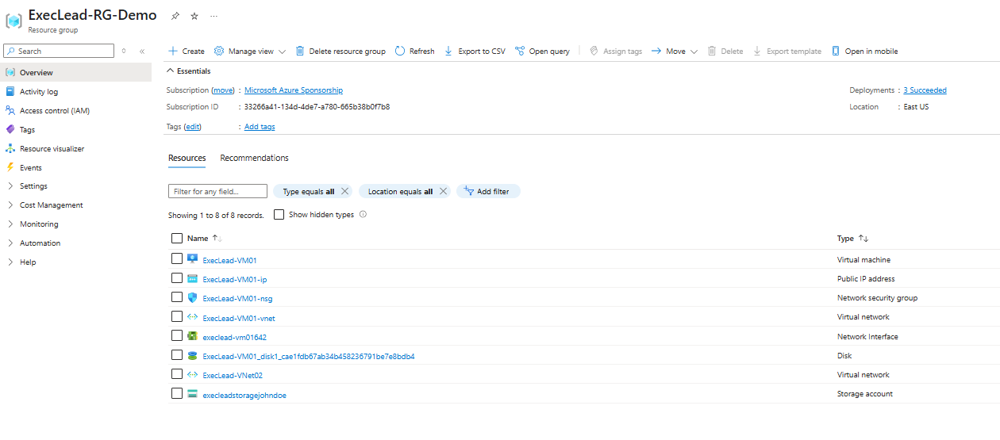 ExecLead-RG-Demo
Resource group
Search
Create Manage view Delete resource group Refresh Export to CSV Open query Assign tags Move Delete Export template Open in mobile
Overview
Activity log
Access control (IAM)
Tags
Resource visualizer
Events
Settings
Cost Management
Monitoring
Automation
Help
Essentials
Subscription (move) : Microsoft Azure Sponsorship
Deployments : 3 Succeeded
Subscription ID : 33266a41-134d-4de7-a780-665b38b0f7b8
Location : East US
Tags (edit) : Add tags
Resources Recommendations
Filter for any field... Type equals all Location equals all Add filter
Showing 1 to 8 of 8 records. Show hidden types
Name Type
ExecLead-VM01 Virtual machine
ExecLead-VM01-ip Public IP address
ExecLead-VM01-nsg Network security group
ExecLead-VM01-vnet Virtual network
execlead-vm01642 Network Interface
ExecLead-VM01_disk1_cae1fdb67ab34b458236791be7e8bdb4 Disk
ExecLead-VNet02 Virtual network
execleadstoragejohndoe Storage account